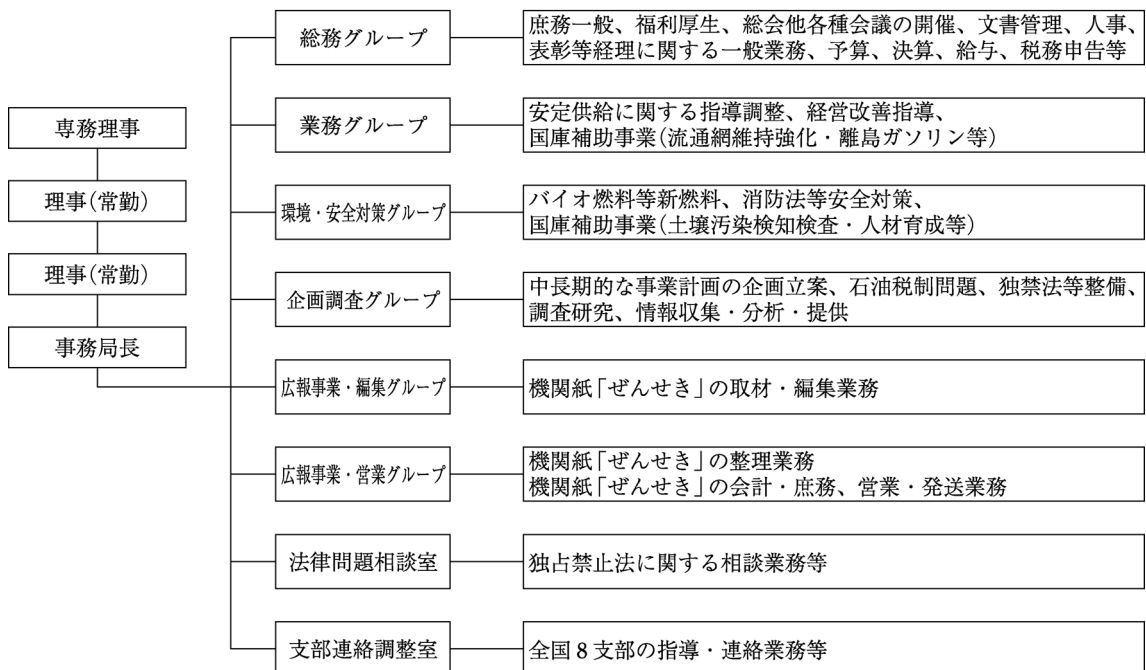 専務理事
理事(常勤)
理事(常勤)
事務局長
総務グループ
庶務一般、福利厚生、総会他各種会議の開催、文書管理、人事、
表彰等経理に関する一般業務、予算、決算、給与、税務申告等
業務グループ
安定供給に関する指導調整、経営改善指導、
国庫補助事業(流通網維持強化・離島ガソリン等)
環境・安全対策グループ
バイオ燃料等新燃料、消防法等安全対策、
国庫補助事業(土壌汚染検知検査・人材育成等)
企画調査グループ
中長期的な事業計画の企画立案、石油税制問題、独禁法等整備、
調査研究、情報収集・分析・提供
広報事業・編集グループ
機関紙「ぜんせき」の取材・編集業務
広報事業・営業グループ
機関紙「ぜんせき」の整理業務
機関紙「ぜんせき」の会計・庶務、営業・発送業務
法律問題相談室
独占禁止法に関する相談業務等
支部連絡調整室
全国8支部の指導・連絡業務等